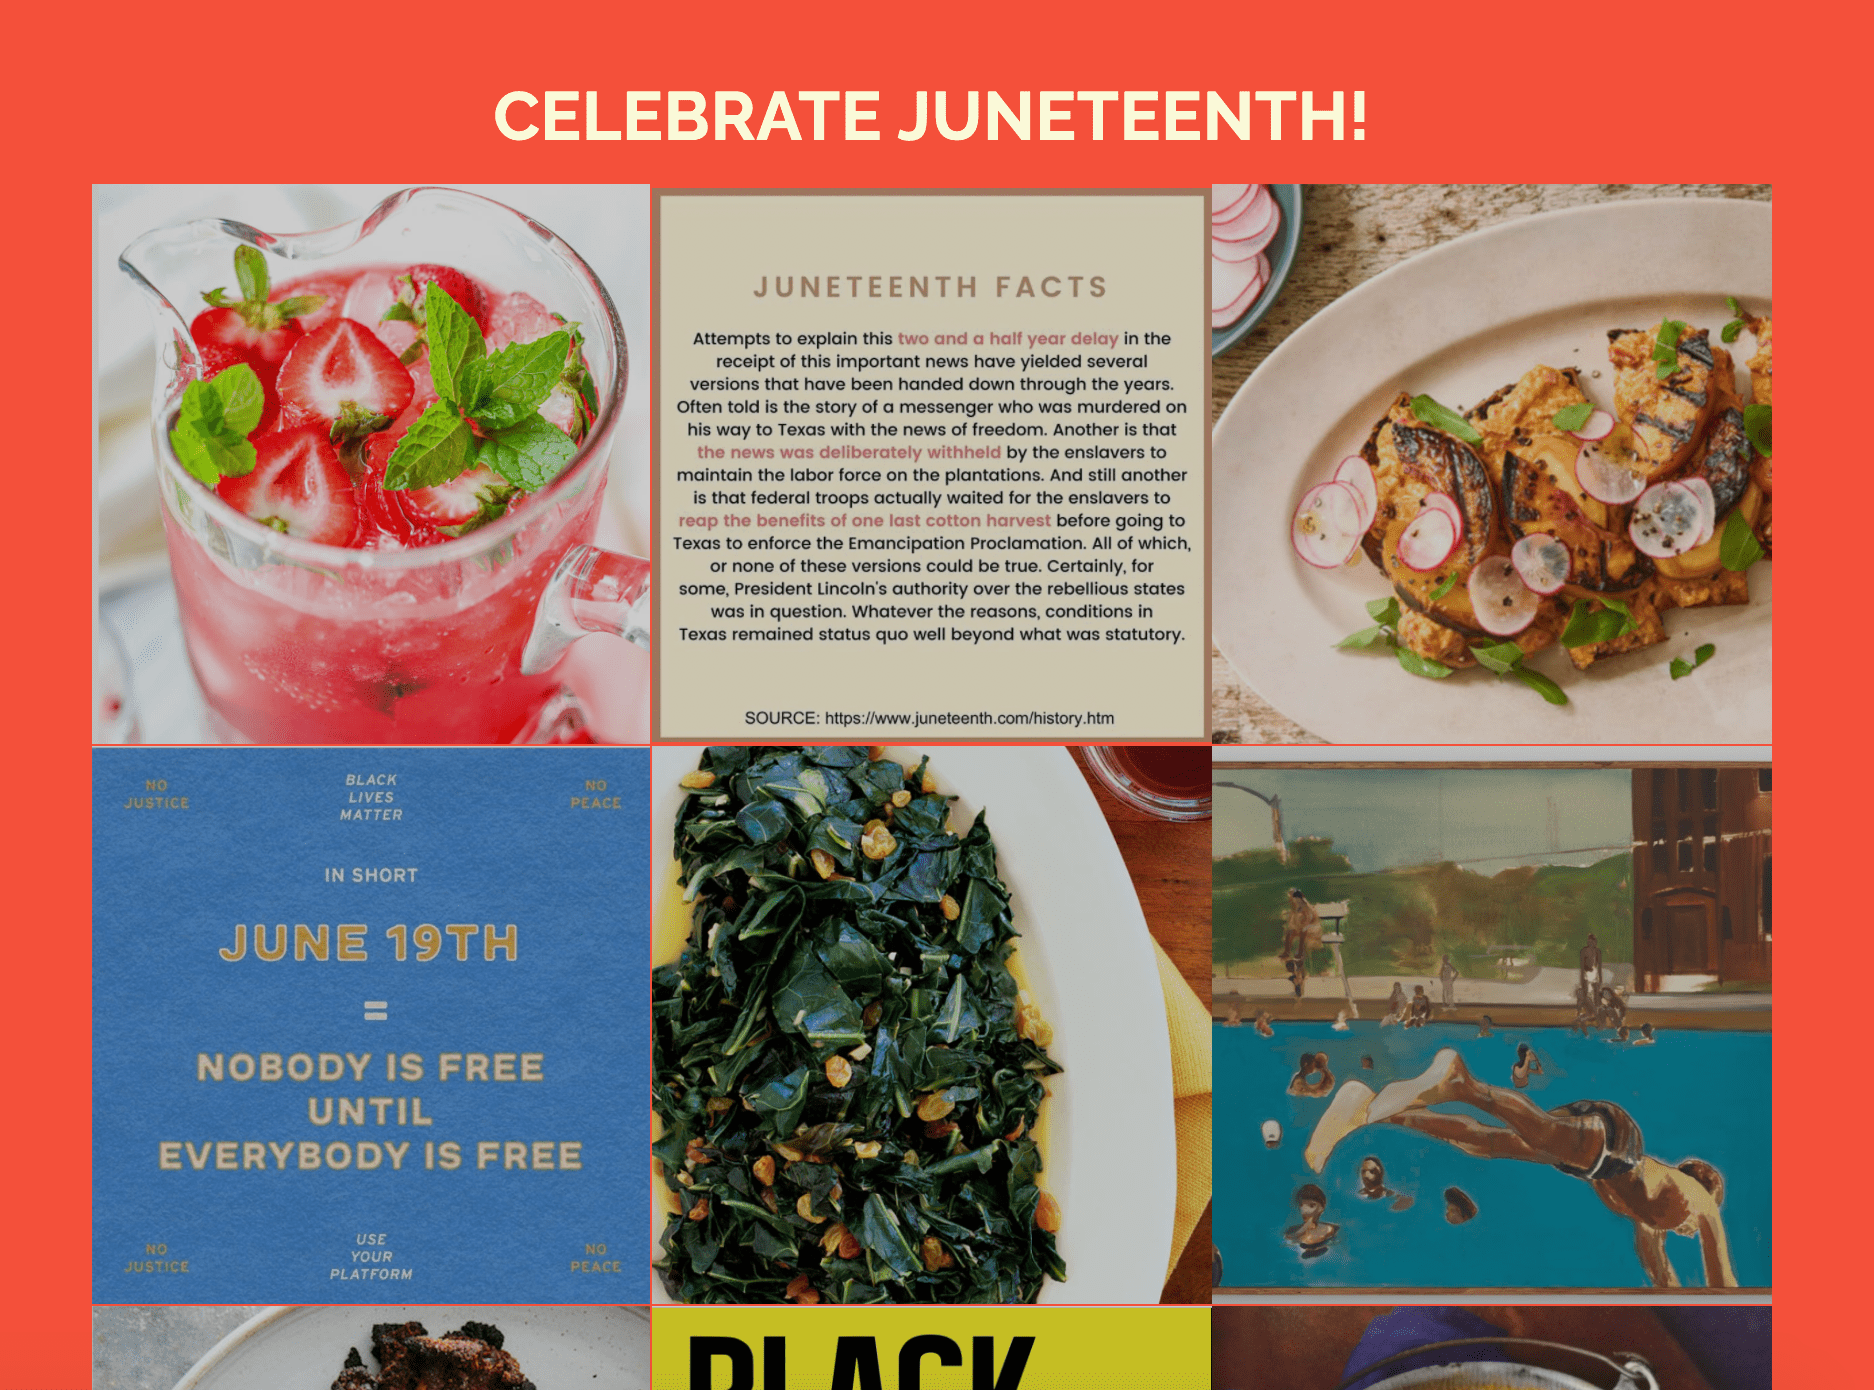 CELEBRATE JUNETEENTH!
JUNETEENTH FACTS
Attempts to explain this two and a half year delay in the
receipt of this important news have yielded several
versions that have been handed down through the years.
Often told is the story of a messenger who was murdered on
his way to Texas with the news of freedom. Another is that
the news was deliberately withheld by the enslavers to
maintain the labor force on the plantations. And still another
is that federal troops actually waited for the enslavers to
reap the benefits of one last cotton harvest before going to
Texas to enforce the Emancipation Proclamation. All of which,
or none of these versions could be true. Certainly, for
some, President Lincoln's authority over the rebellious states
was in question. Whatever the reasons, conditions in
Texas remained status quo well beyond what was statutory.
SOURCE: https://www.juneteenth.com/history.htm
NO
JUSTICE
BLACK
LIVES
MATTER
NO
PEACE
IN SHORT
JUNE 19TH
=
NOBODY IS FREE
UNTIL
EVERYBODY IS FREE
NO
JUSTICE
USE
YOUR
PLATFORM
NO
PEACE
BLACK